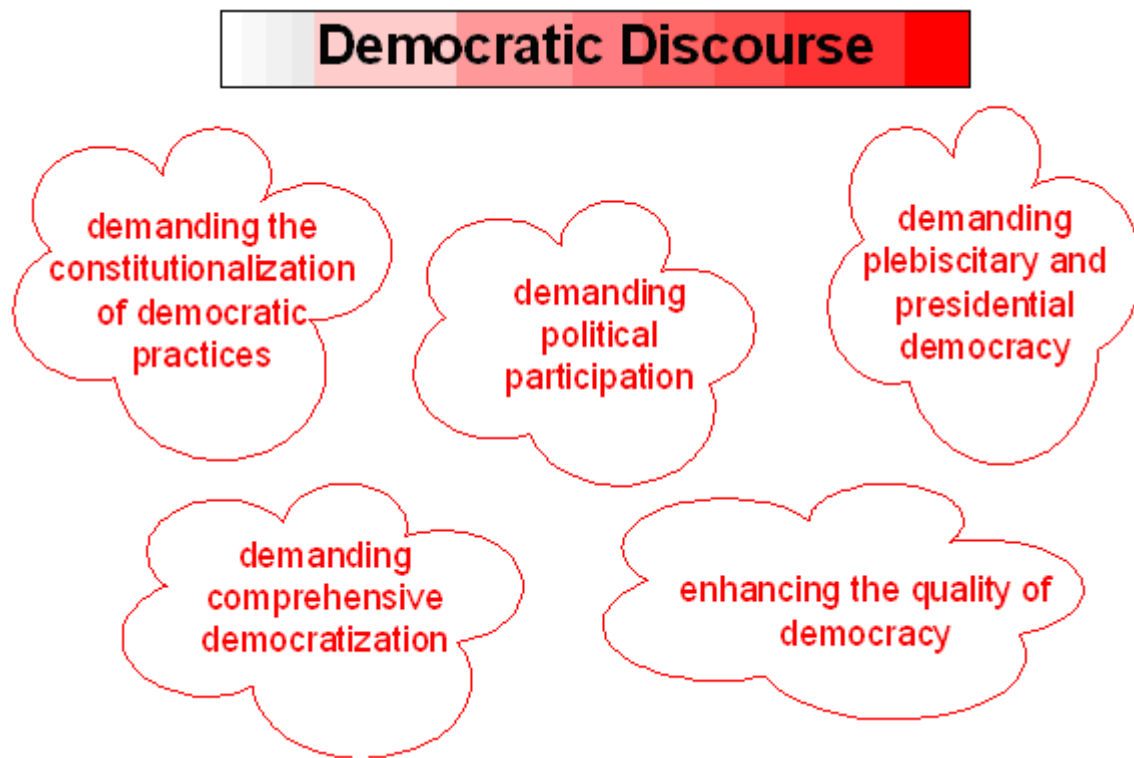 Democratic Discourse
demanding the
constitutionalization
of democratic
practices
demanding
political
participation
demanding
plebiscitary and
presidential
democracy
demanding
comprehensive
democratization
enhancing the quality of
democracy